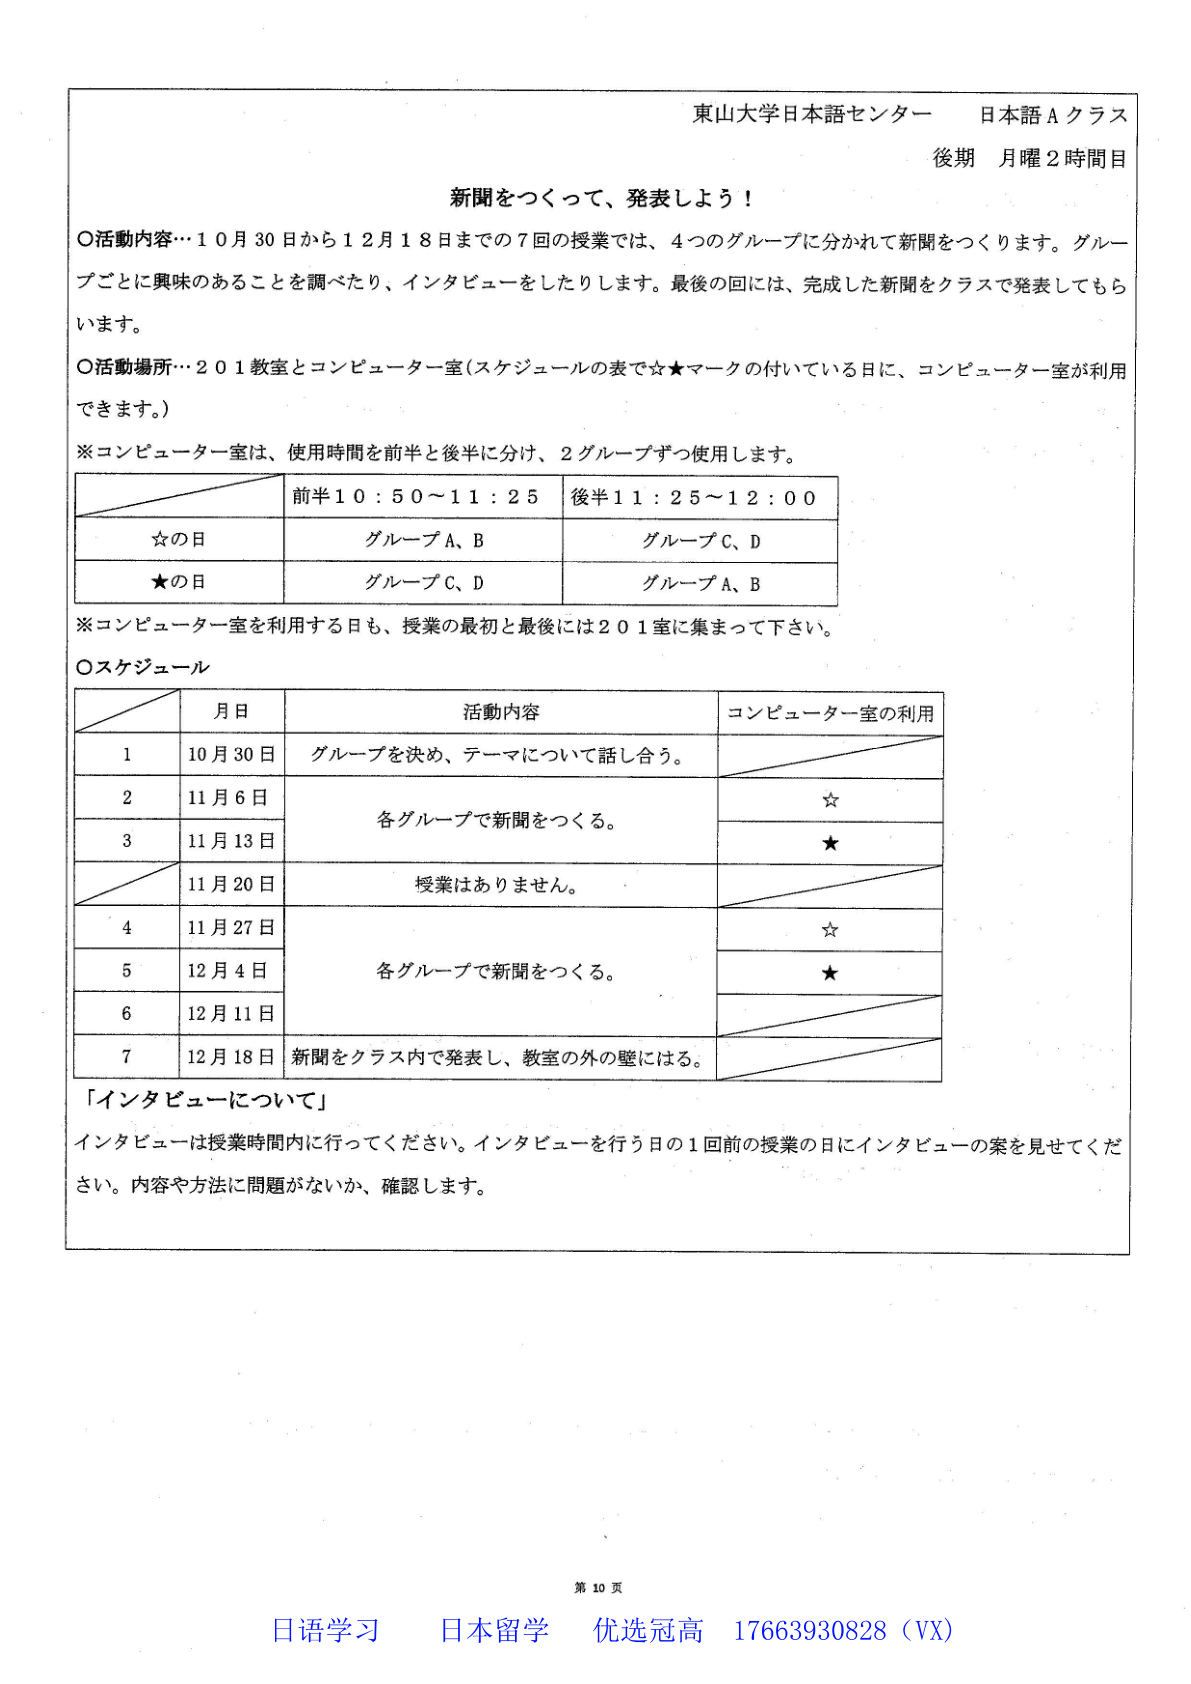 東山大学日本語センター　　日本語Aクラス
後期　月曜２時間目
新聞をつくって、発表しよう！
〇活動内容…１０月30日から１２月１８日までの７回の授業では、４つのグループに分かれて新聞をつくります。グルー
プごとに興味のあることを調べたり、インタビューをしたりします。最後の回には、完成した新聞をクラスで発表してもら
います。
〇活動場所…２０１教室とコンピューター室(スケジュールの表で☆★マークの付いている日に、コンピューター室が利用
できます。)
※コンピューター室は、使用時間を前半と後半に分け、２グループずつ使用します。
前半１０：５０～１１：２５　後半１１：２５～１２：００
☆の日　グループA、B　グループC、D
★の日　グループC、D　グループA、B
※コンピューター室を利用する日も、授業の最初と最後には２０１室に集まって下さい。
〇スケジュール
月日　活動内容　コンピューター室の利用
1　10月30日　グループを決め、テーマについて話し合う。
2　11月6日　各グループで新聞をつくる。　☆
3　11月13日　★
11月20日　授業はありません。
4　11月27日　☆
5　12月4日　各グループで新聞をつくる。　★
6　12月11日
7　12月18日　新聞をクラス内で発表し、教室の外の壁にはる。
「インタビューについて」
インタビューは授業時間内に行ってください。インタビューを行う日の１回前の授業の日にインタビューの案を見せてくだ
さい。内容や方法に問題がないか、確認します。
第 10 页
日语学习　　日本留学　优选冠高　17663930828（VX)